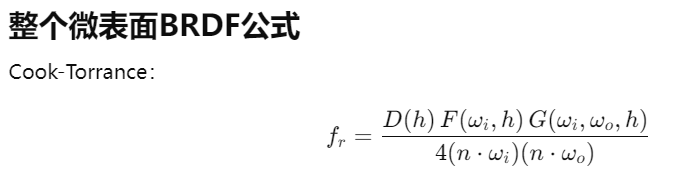 整个微表面BRDF公式
Cook-Torrance：
f_r = \frac{D(h) F(ω_i, h) G(ω_i, ω_o, h)}{4(n · ω_i)(n · ω_o)}